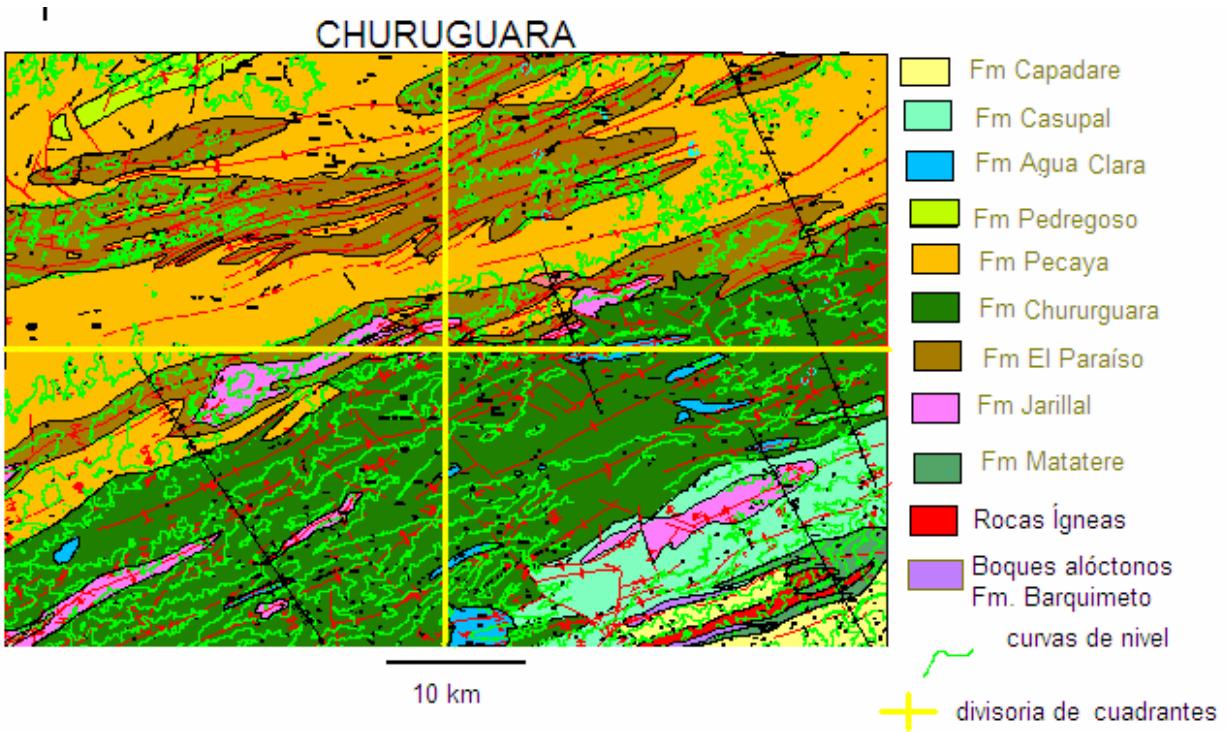 CHURUGUARA
Fm Capadare
Fm Casupal
Fm Agua Clara
Fm Pedregoso
Fm Pecaya
Fm Chururguara
Fm El Paraíso
Fm Jarillal
Fm Matatere
Rocas Ígneas
Boques alóctonos
Fm. Barquimeto
curvas de nivel
10 km
divisoria de cuadrantes